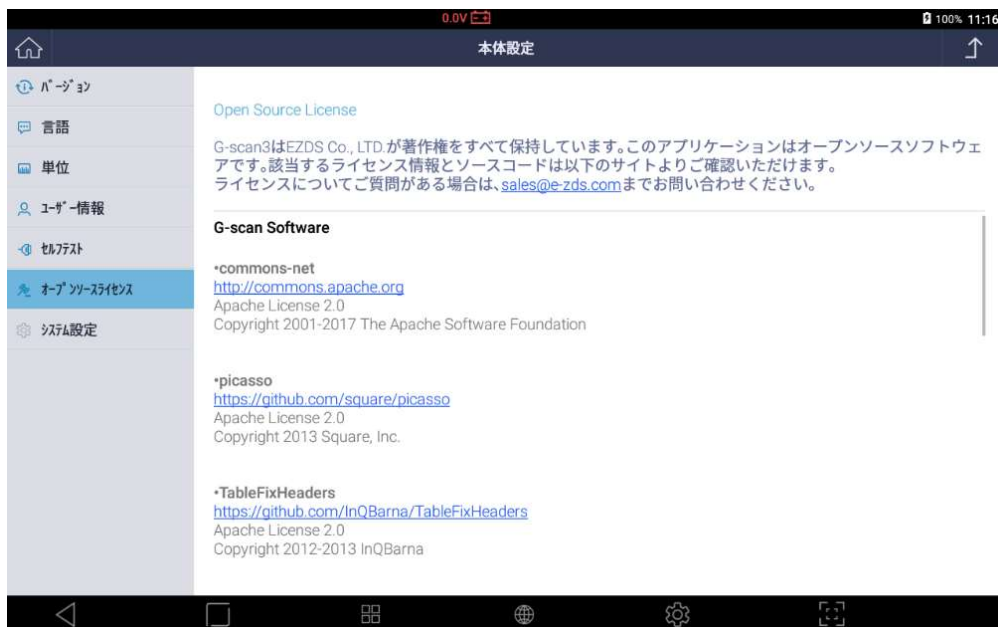 0.0V
100% 11:16
本体設定
ﾊﾞｰｼﾞｮﾝ
言語
単位
ﾕｰｻﾞｰ情報
ｾﾙﾌﾃｽﾄ
ｵｰﾌﾟﾝｿｰｽﾗｲｾﾝｽ
ｼｽﾃﾑ設定
Open Source License
G-scan3はEZDS Co., LTD.が著作権をすべて保持しています。このアプリケーションはオープンソースソフトウェ
アです。該当するライセンス情報とソースコードは以下のサイトよりご確認いただけます。
ライセンスについてご質問がある場合は、sales@e-zds.comまでお問い合わせください。
G-scan Software
•commons-net
http://commons.apache.org
Apache License 2.0
Copyright 2001-2017 The Apache Software Foundation
•picasso
https://github.com/square/picasso
Apache License 2.0
Copyright 2013 Square, Inc.
•TableFixHeaders
https://github.com/InQBarna/TableFixHeaders
Apache License 2.0
Copyright 2012-2013 InQBarna